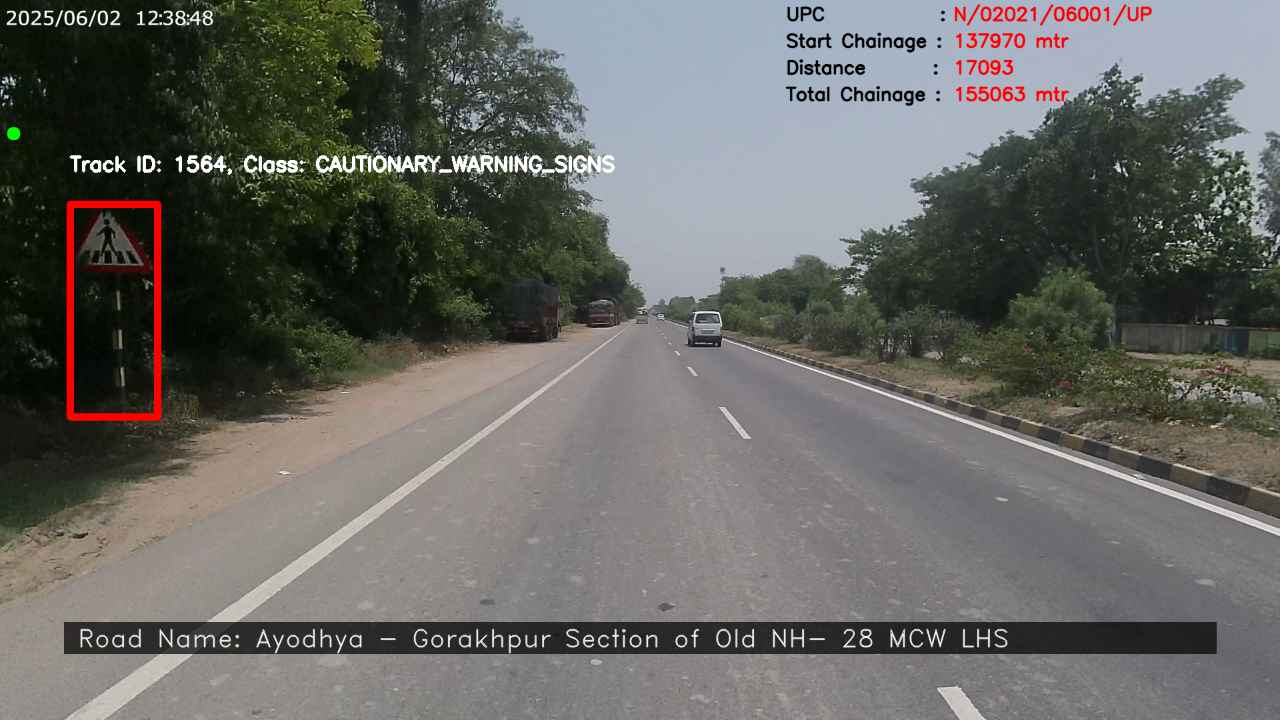 2025/06/02 12:38:48
UPC : N/02021/06001/UP
Start Chainage : 137970 mtr
Distance : 17093
Total Chainage : 155063 mtr
Track ID: 1564, Class: CAUTIONARY_WARNING_SIGNS
Road Name: Ayodhya - Gorakhpur Section of Old NH- 28 MCW LHS